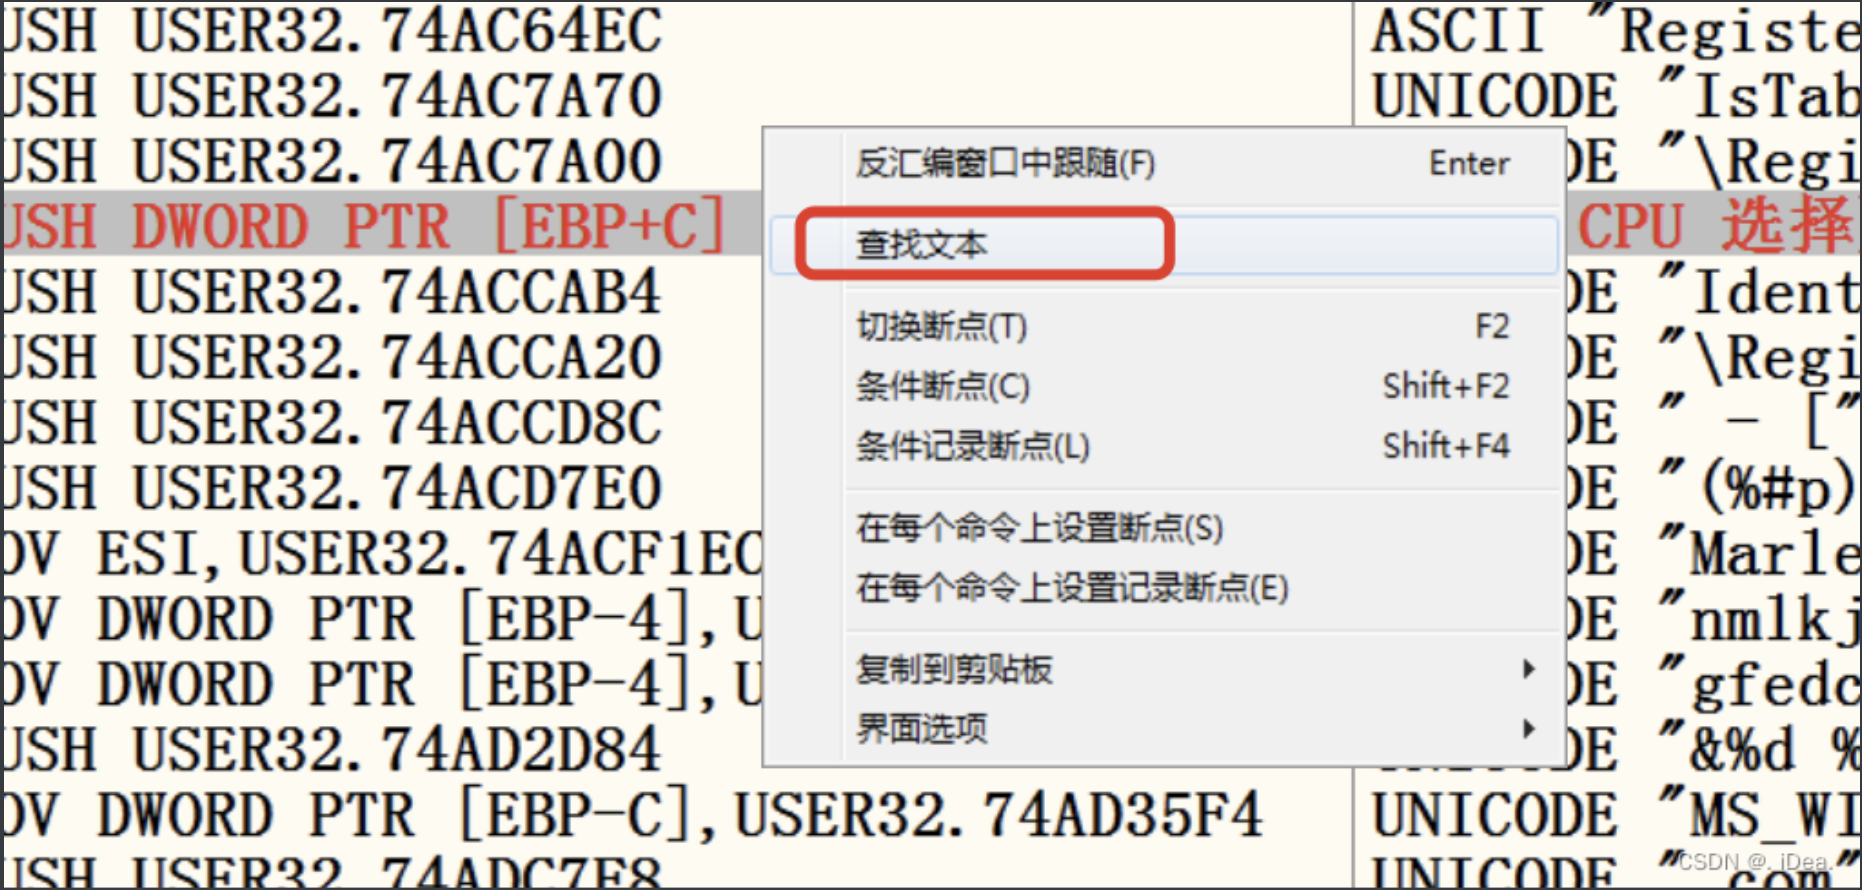 USH USER32.74AC64EC ASCII "Registe
USH USER32.74AC7A70 UNICODE "IsTab
USH USER32.74AC7A00 DE "\Regi
USH DWORD PTR [EBP+C] CPU 选择
USH USER32.74ACCAB4 DE "Ident
USH USER32.74ACCA20 DE "\Regi
USH USER32.74ACCD8C DE " - ["
USH USER32.74ACD7E0 DE "(%#p)
OV ESI,USER32.74ACF1EC DE "Marle
OV DWORD PTR [EBP-4],U DE "nmlkj
OV DWORD PTR [EBP-4],U DE "gfedc
USH USER32.74AD2D84 DE "&%d %
OV DWORD PTR [EBP-C],USER32.74AD35F4 UNICODE "MS_WI
USH USER32.74ADC7F8 UNICODE ".com"
反汇编窗口中跟随(F) Enter
查找文本
切换断点(T) F2
条件断点(C) Shift+F2
条件记录断点(L) Shift+F4
在每个命令上设置断点(S)
在每个命令上设置记录断点(E)
复制到剪贴板
界面选项
CSDN @. iDea.